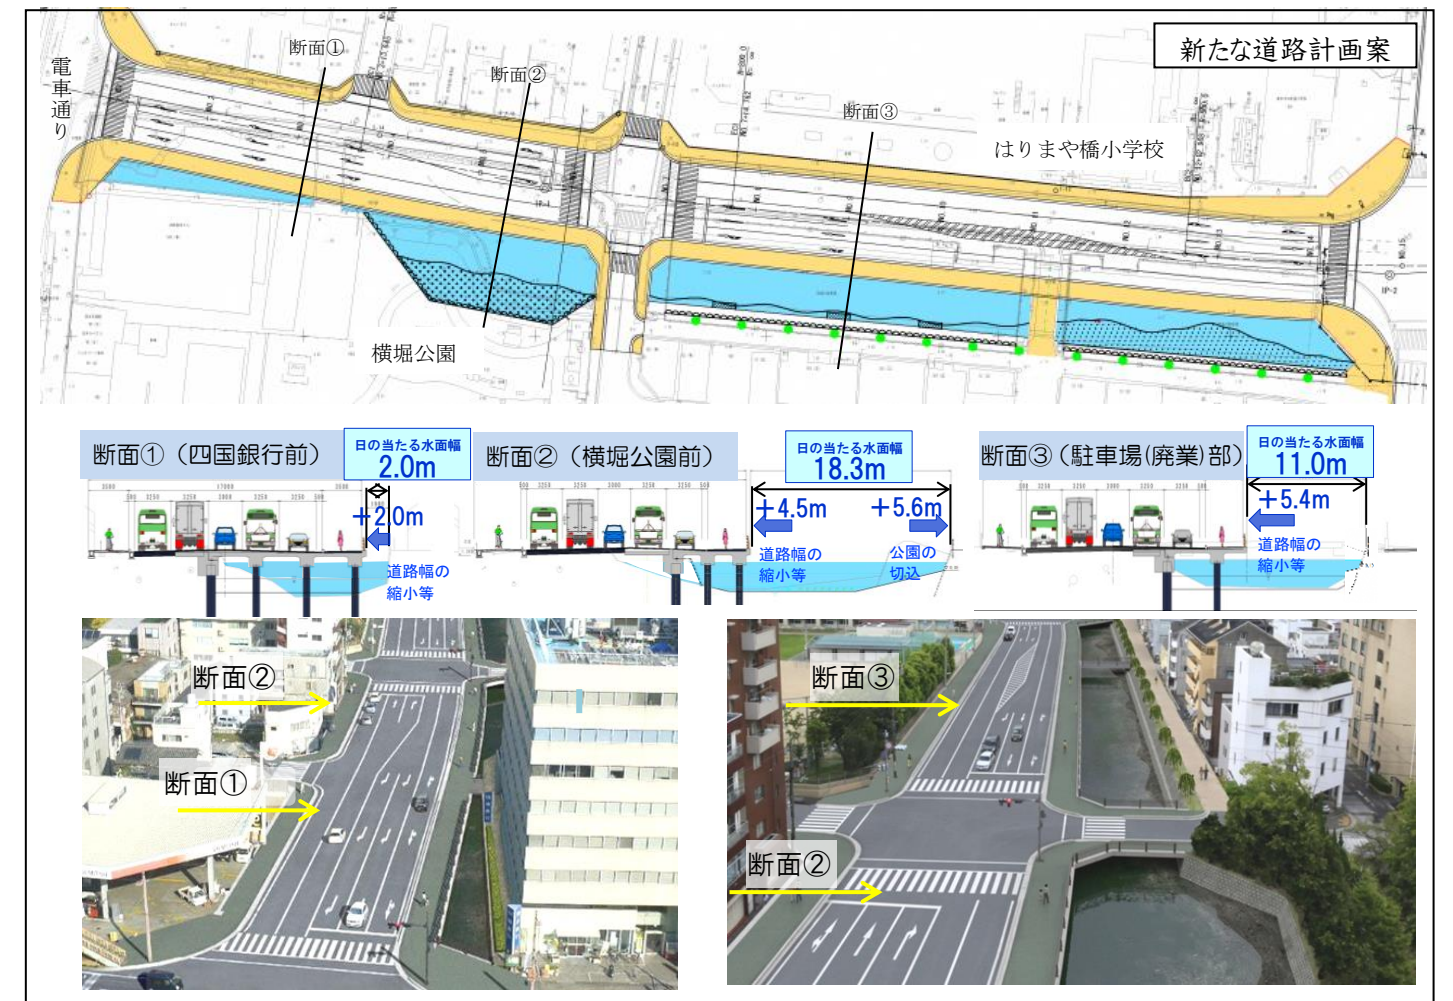 新たな道路計画案
電車通り
断面①
断面②
断面③
はりまや橋小学校
横堀公園
IP-1
IP-2
断面①（四国銀行前）
日の当たる水面幅
2.0m
＋2.0m
道路幅の
縮小等
断面②（横堀公園前）
日の当たる水面幅
18.3m
＋4.5m
＋5.6m
道路幅の
縮小等
公園の
切込
断面③（駐車場(廃業)部）
日の当たる水面幅
11.0m
＋5.4m
道路幅の
縮小等
断面②
断面①
断面③
断面②